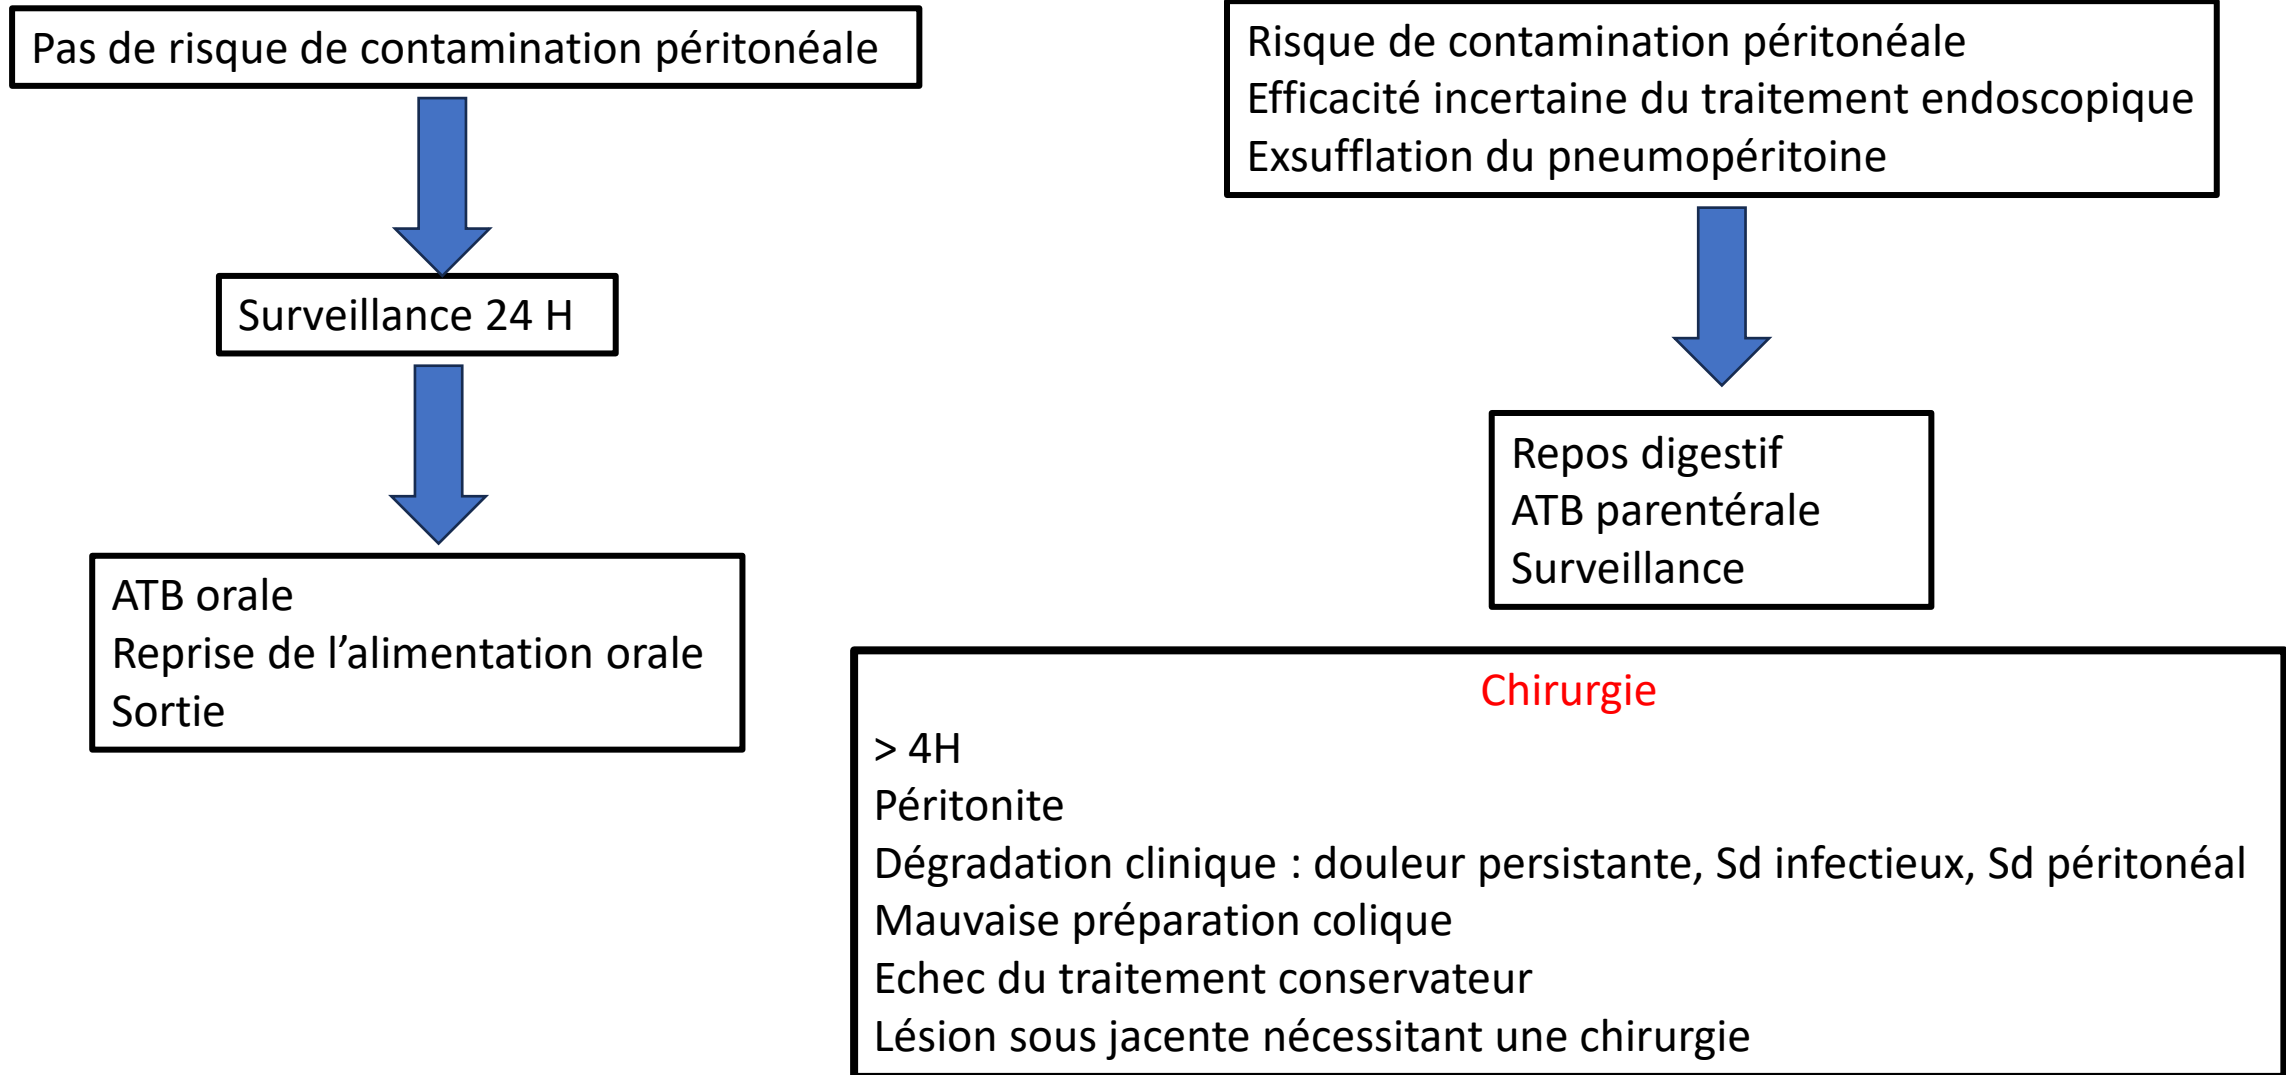 Pas de risque de contamination péritonéale
Surveillance 24 H
ATB orale
Reprise de l’alimentation orale
Sortie
Risque de contamination péritonéale
Efficacité incertaine du traitement endoscopique
Exsufflation du pneumopéritoine
Repos digestif
ATB parentérale
Surveillance
Chirurgie
> 4H
Péritonite
Dégradation clinique : douleur persistante, Sd infectieux, Sd péritonéal
Mauvaise préparation colique
Echec du traitement conservateur
Lésion sous jacente nécessitant une chirurgie